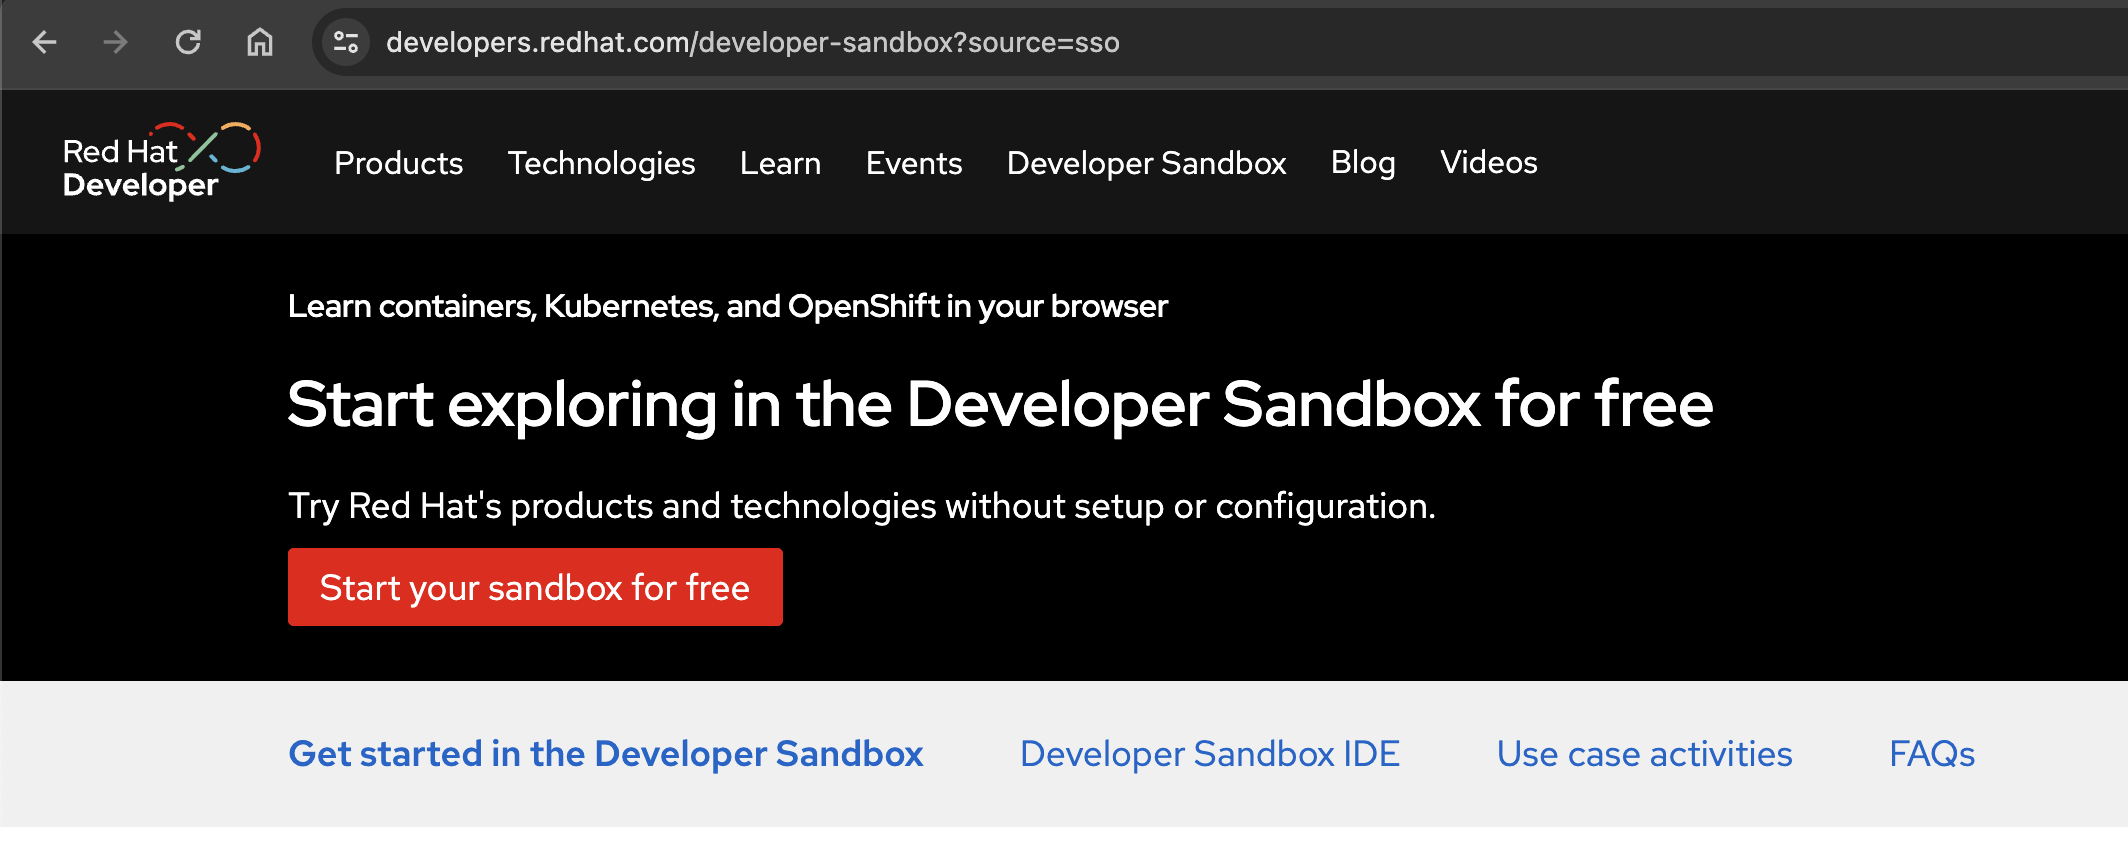 developers.redhat.com/developer-sandbox?source=sso
Red Hat
Developer
Products Technologies Learn Events Developer Sandbox Blog Videos
Learn containers, Kubernetes, and OpenShift in your browser
Start exploring in the Developer Sandbox for free
Try Red Hat's products and technologies without setup or configuration.
Start your sandbox for free
Get started in the Developer Sandbox Developer Sandbox IDE Use case activities FAQs